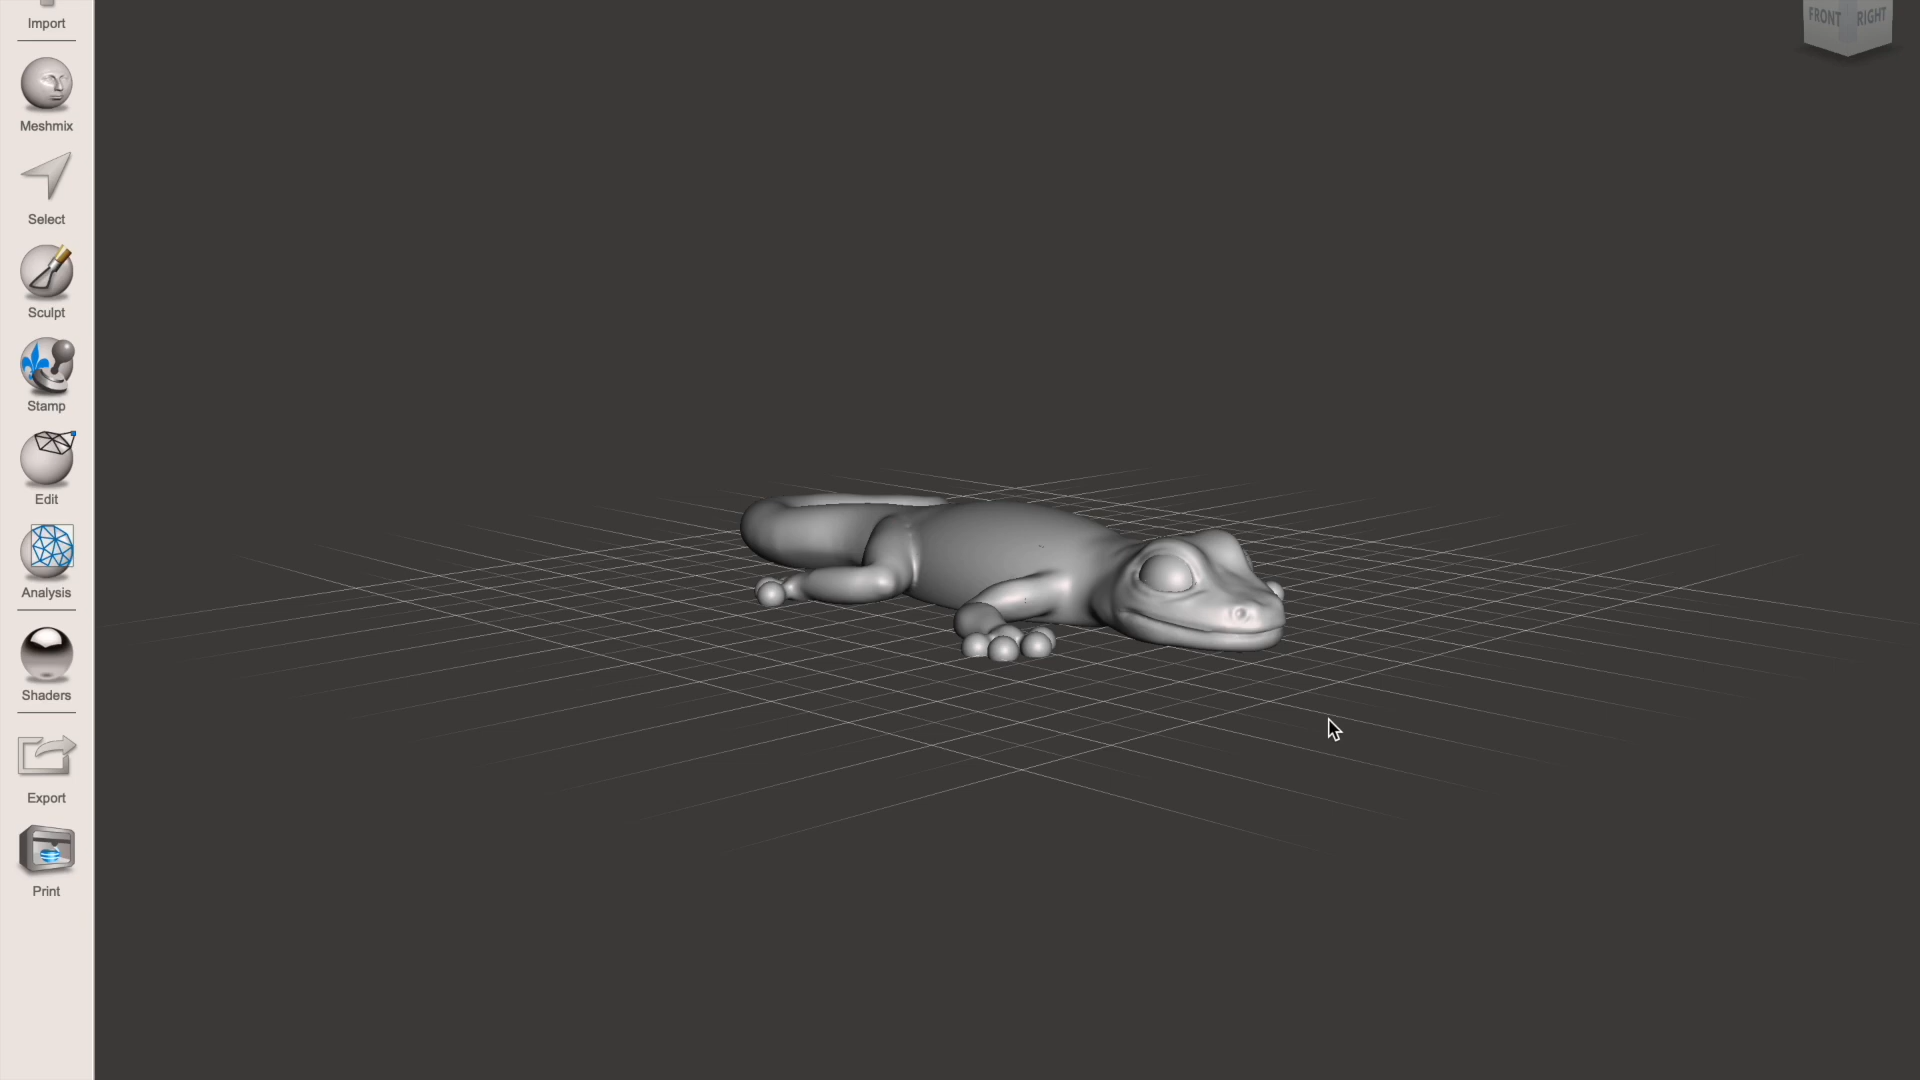 Import
FRONT RIGHT
Meshmix
Select
Sculpt
Stamp
Edit
Analysis
Shaders
Export
Print